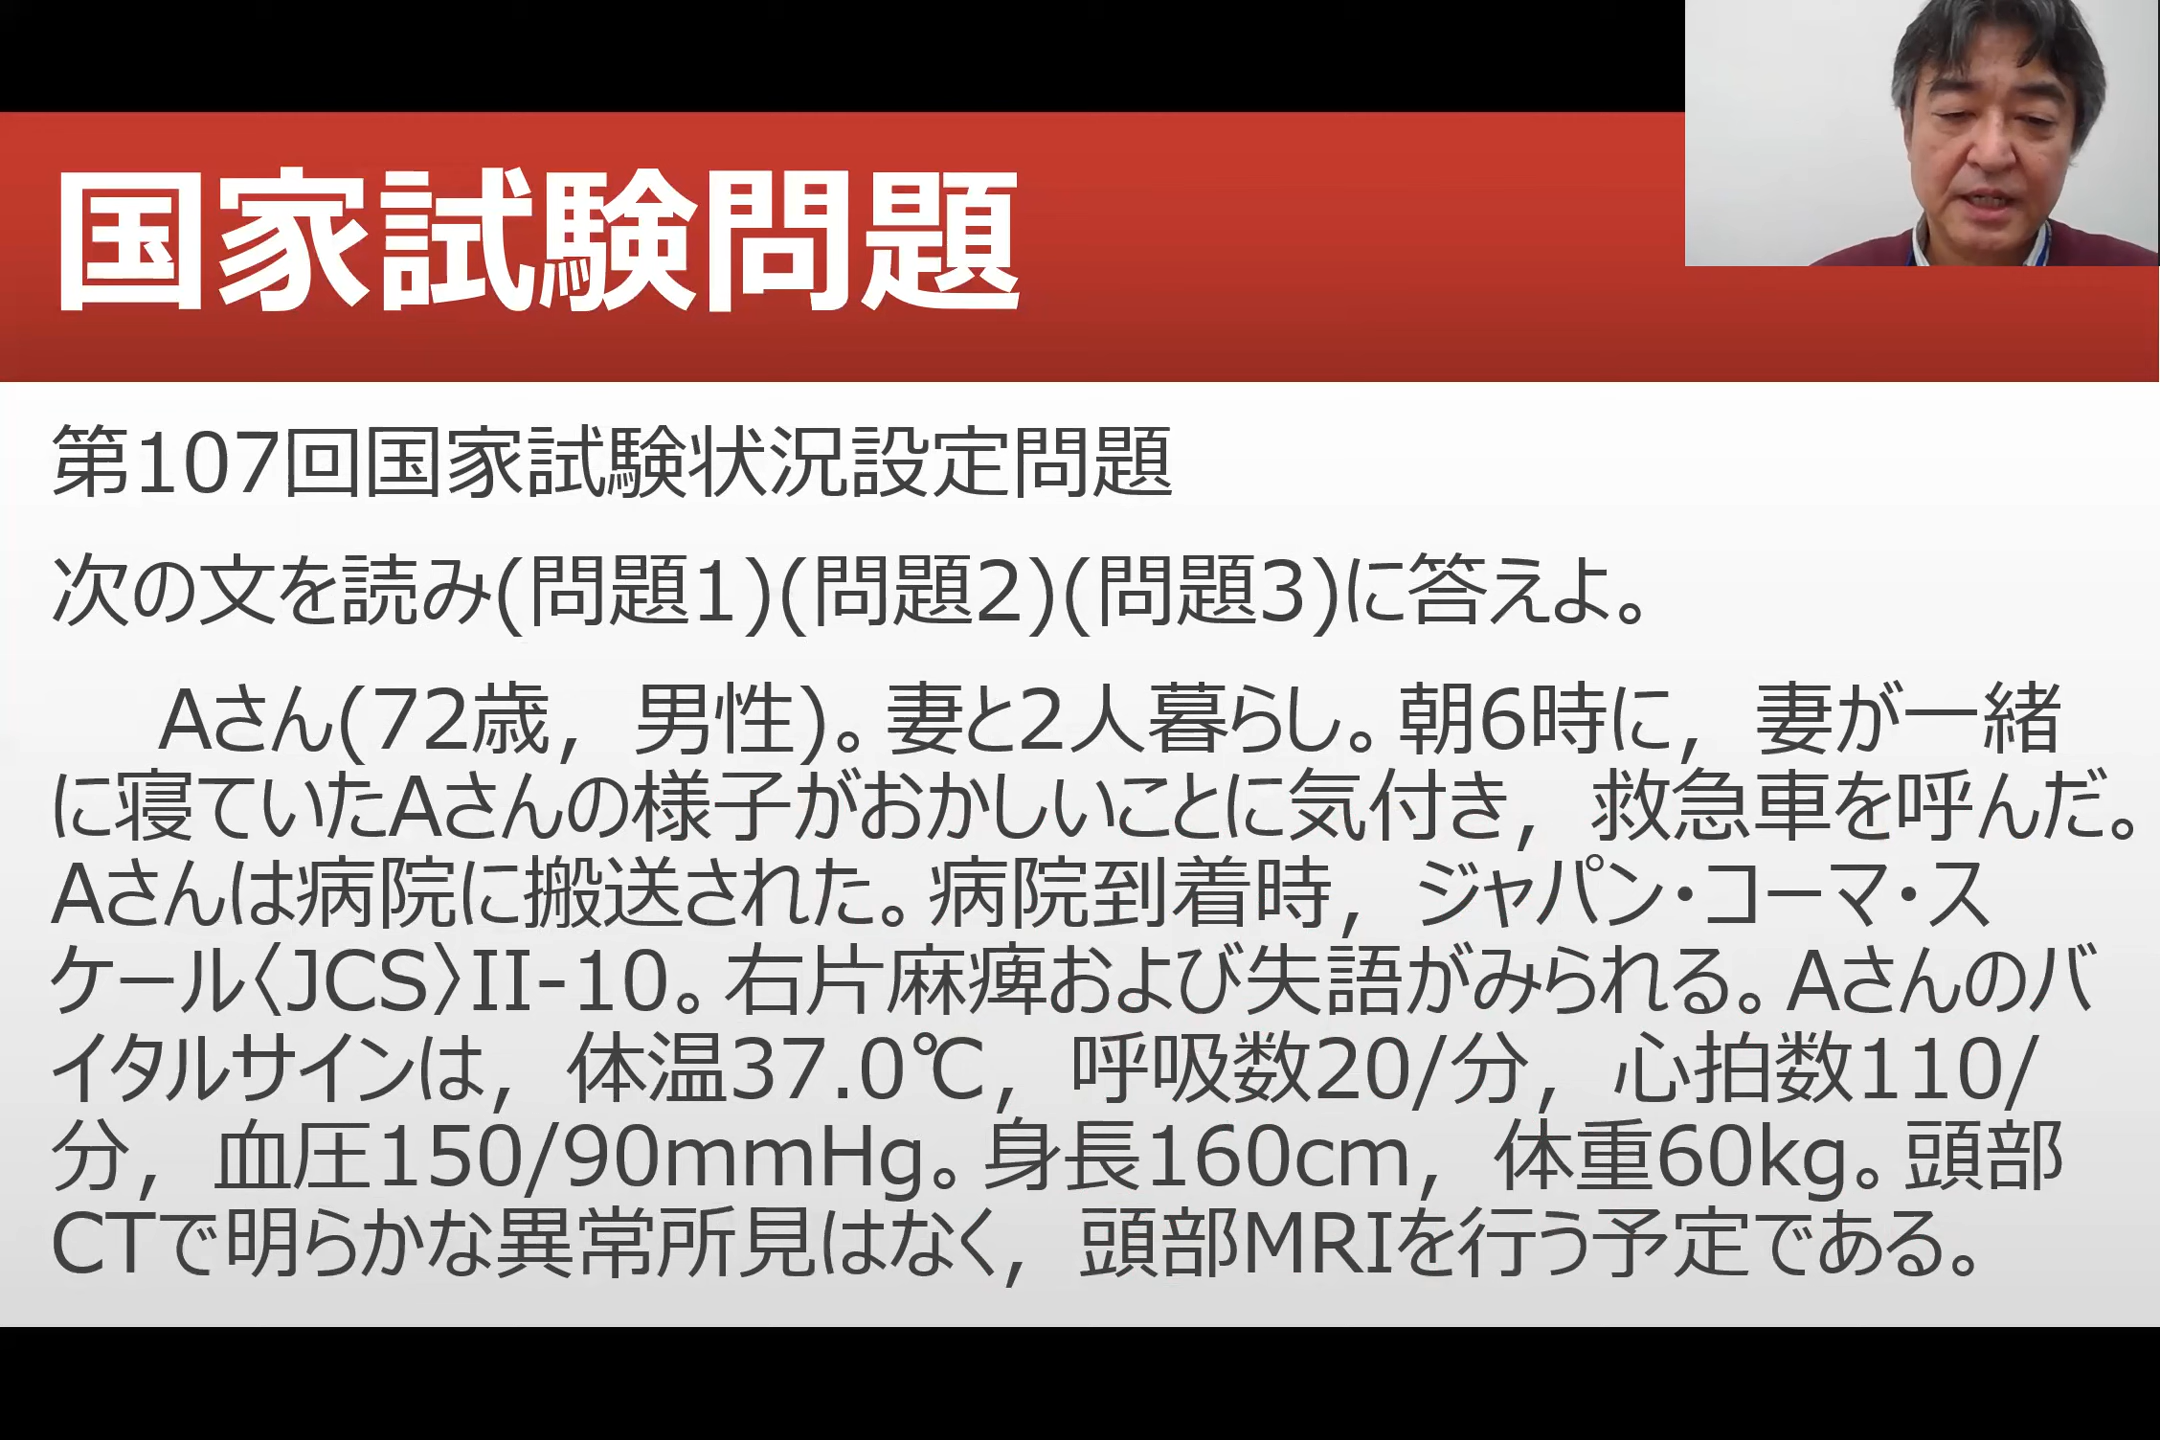 国家試験問題
第107回国家試験状況設定問題
次の文を読み(問題1)(問題2)(問題3)に答えよ。
Aさん(72歳，男性)。妻と2人暮らし。朝6時に，妻が一緒
に寝ていたAさんの様子がおかしいことに気付き，救急車を呼んだ。
Aさんは病院に搬送された。病院到着時，ジャパン・コーマ・ス
ケール〈JCS〉II-10。右片麻痺および失語がみられる。Aさんのバ
イタルサインは，体温37.0℃，呼吸数20/分，心拍数110/
分，血圧150/90mmHg。身長160cm，体重60kg。頭部
CTで明らかな異常所見はなく，頭部MRIを行う予定である。